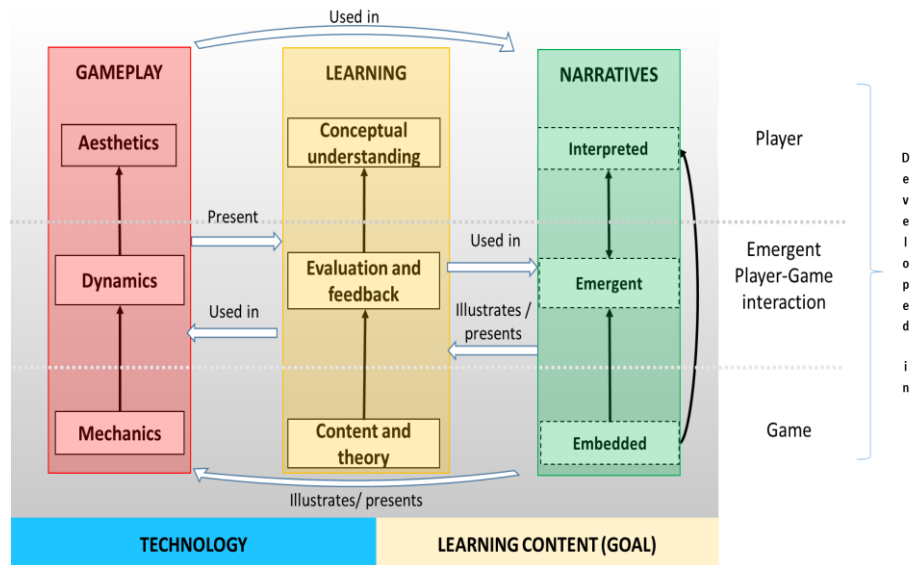 Used in
GAMEPLAY
LEARNING
NARRATIVES
Aesthetics
Conceptual
understanding
Interpreted
Player
Present
Used in
Dynamics
Evaluation and
feedback
Emergent
Emergent
Player-Game
interaction
Used in
Illustrates /
presents
Mechanics
Content and
theory
Embedded
Game
Illustrates/ presents
TECHNOLOGY
LEARNING CONTENT (GOAL)
Developed in